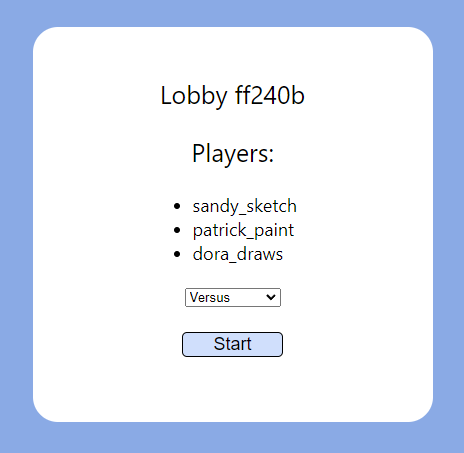 Lobby ff240b
Players:
sandy_sketch
patrick_paint
dora_draws
Versus
Start